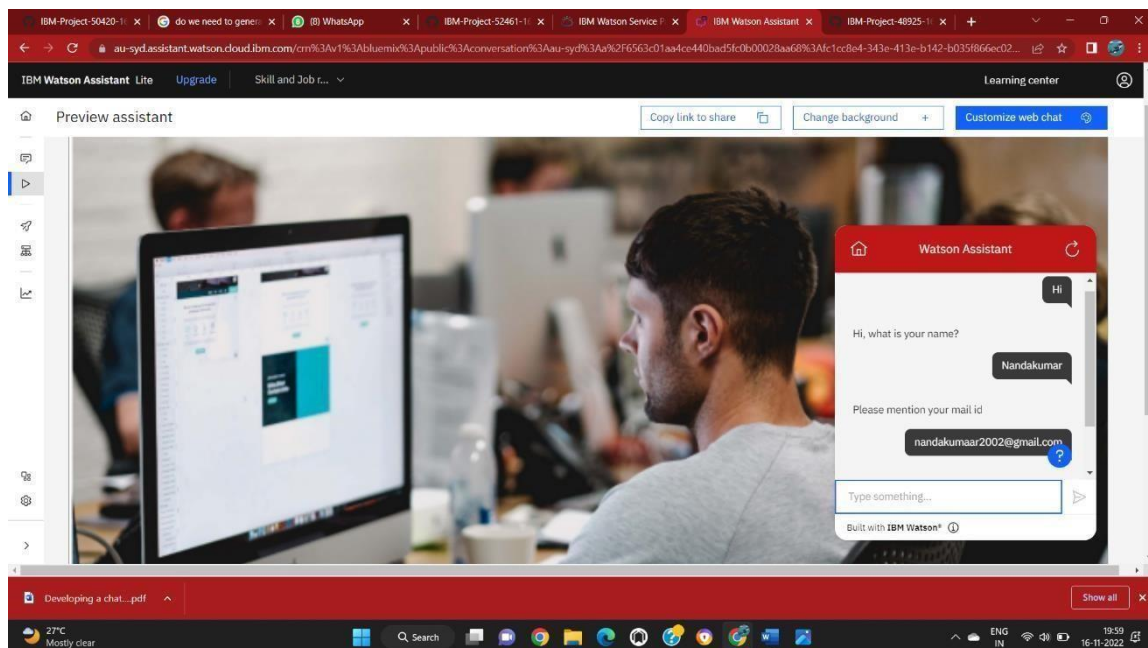 IBM-Project-50420-1
do we need to genera
(8) WhatsApp
IBM-Project-52461-1
IBM Watson Service P
IBM Watson Assistant
IBM-Project-48925-1
au-syd.assistant.watson.cloud.ibm.com/crn%3Av1%3Abluemix%3Apublic%3Aconversation%3Aau-syd%3Aa%2F6563c01aa4ce440bad5fc0b00028aa68%3Afc1cc8e4-343e-413e-b142-b035f866ec02...
IBM Watson Assistant Lite
Upgrade
Skill and Job r...
Learning center
Preview assistant
Copy link to share
Change background +
Customize web chat
Watson Assistant
Hi
Hi, what is your name?
Nandakumar
Please mention your mail id
nandakumaar2002@gmail.com
?
Type something...
Built with IBM Watson®
Developing a chat....pdf
Show all
27°C
Mostly clear
Search
ENG
IN
19:59
16-11-2022